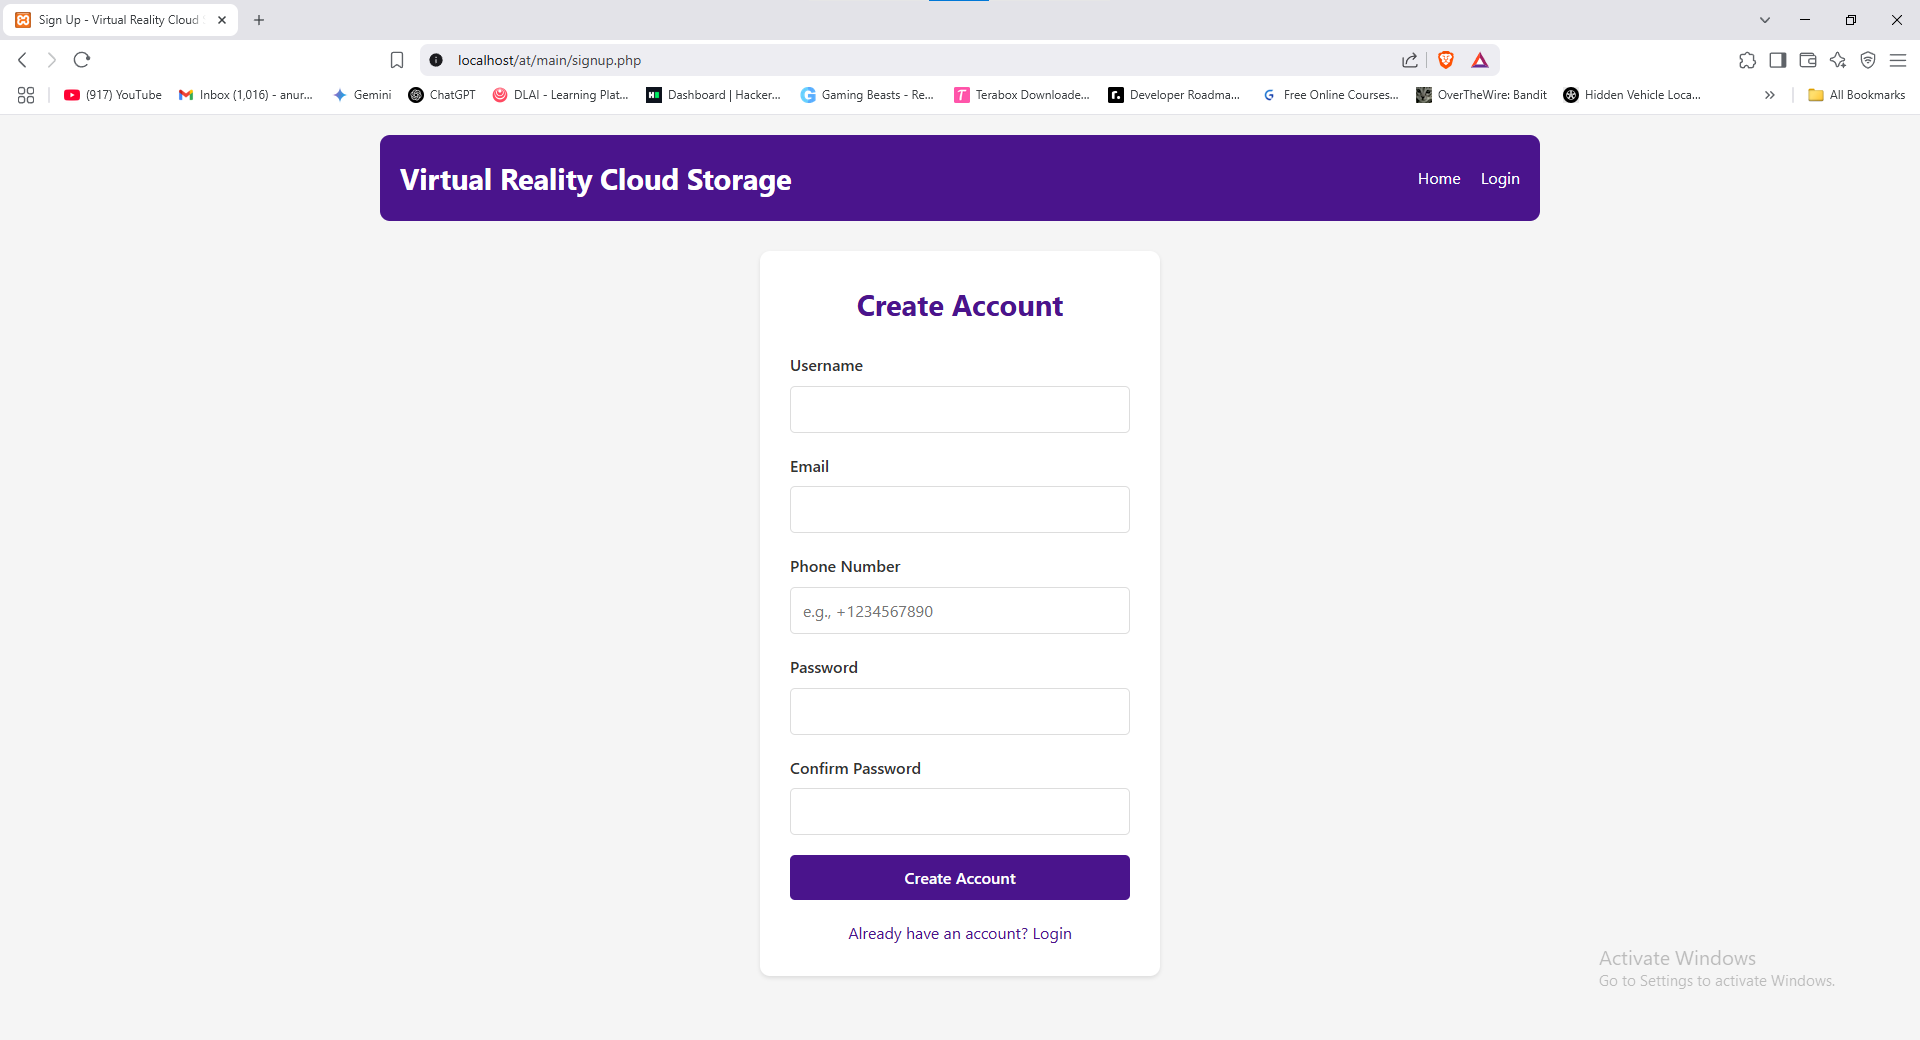 Sign Up - Virtual Reality Cloud
localhost/at/main/signup.php
(917) YouTube
Inbox (1,016) - anur...
Gemini
ChatGPT
DLAI - Learning Plat...
Dashboard | Hacker...
Gaming Beasts - Re...
Terabox Downloade...
Developer Roadma...
Free Online Courses...
OverTheWire: Bandit
Hidden Vehicle Loca...
All Bookmarks
Virtual Reality Cloud Storage
Home
Login
Create Account
Username
Email
Phone Number
e.g., +1234567890
Password
Confirm Password
Create Account
Already have an account? Login
Activate Windows
Go to Settings to activate Windows.